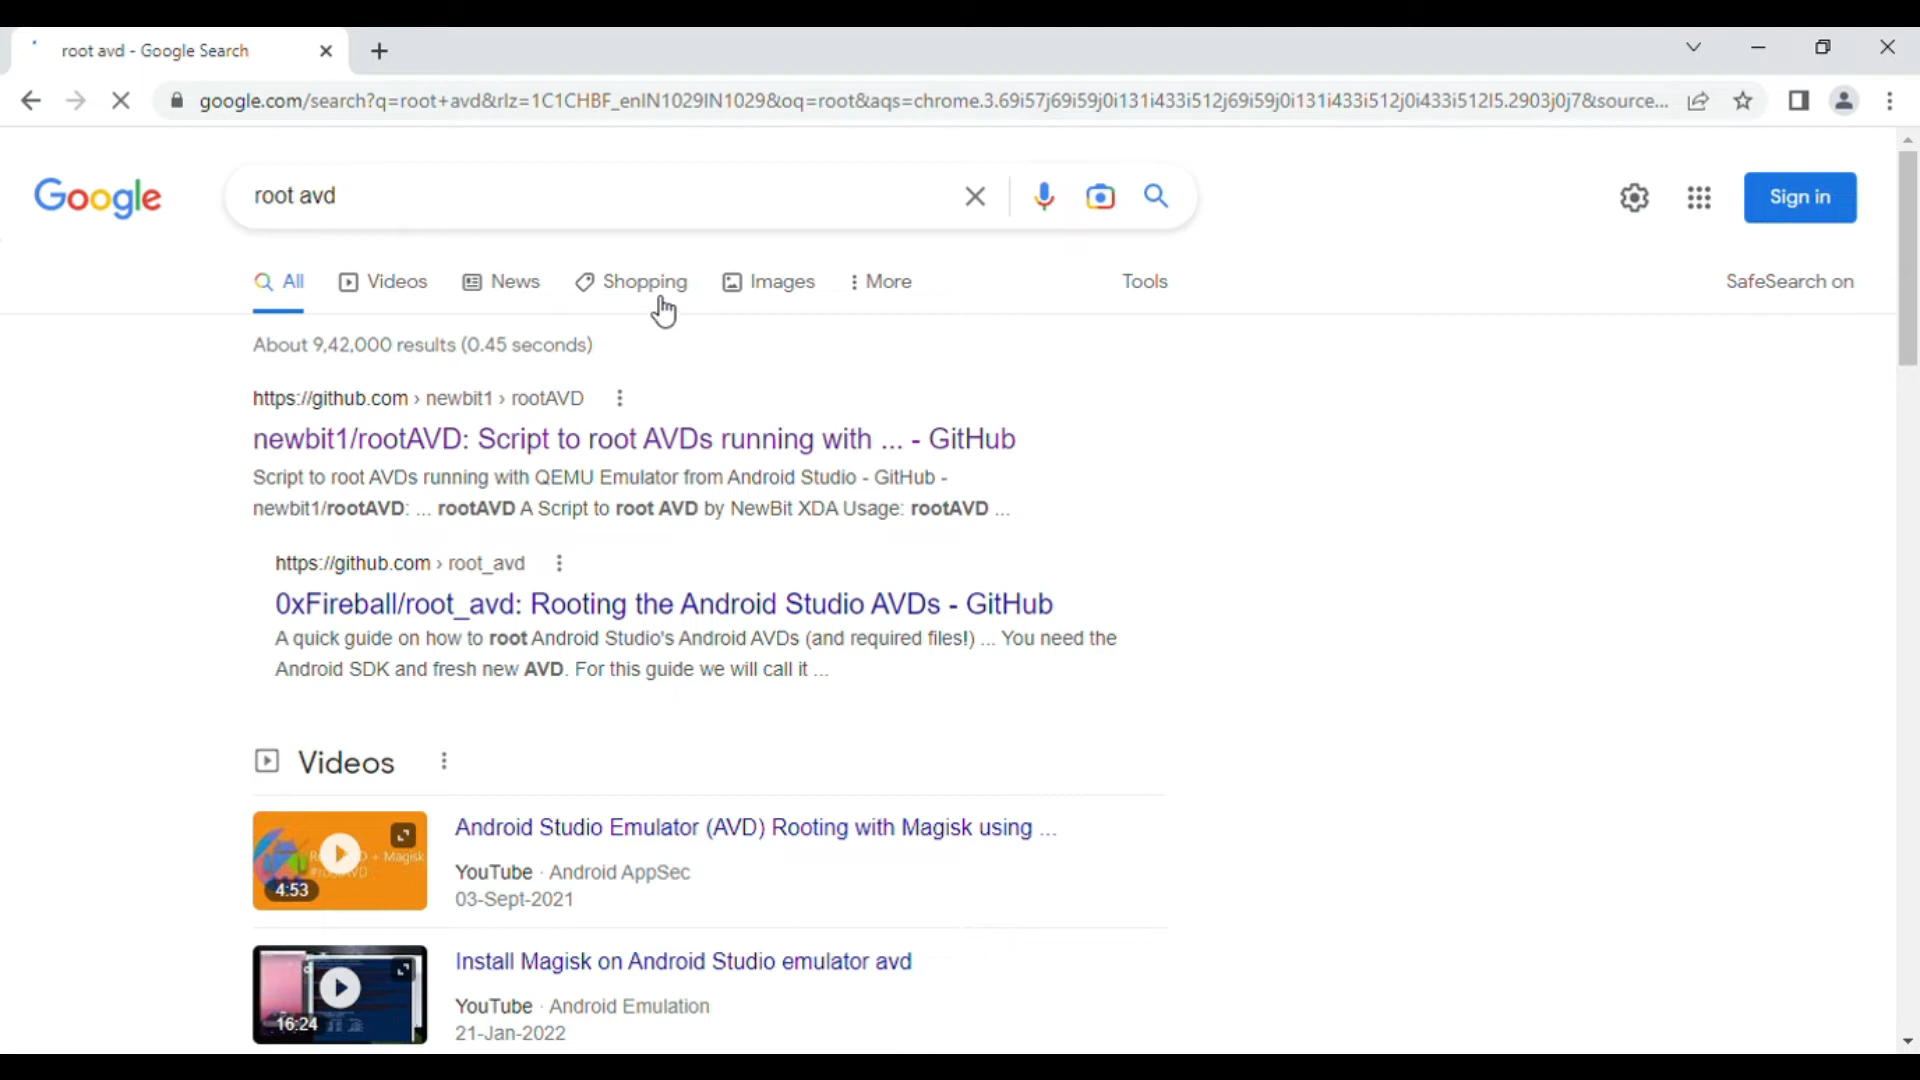 root avd - Google Search
google.com/search?q=root+avd&rlz=1C1CHBF_enIN1029IN1029&oq=root&aqs=chrome.3.69i57j69i59j0i131i433i512j69i59j0i131i433i512j0i433i512l5.2903j0j7&source...
Google
root avd
Sign in
All Videos News Shopping Images More Tools SafeSearch on
About 9,42,000 results (0.45 seconds)
https://github.com › newbit1 › rootAVD
newbit1/rootAVD: Script to root AVDs running with ... - GitHub
Script to root AVDs running with QEMU Emulator from Android Studio - GitHub -
newbit1/rootAVD: ... rootAVD A Script to root AVD by NewBit XDA Usage: rootAVD ...
https://github.com › root_avd
0xFireball/root_avd: Rooting the Android Studio AVDs - GitHub
A quick guide on how to root Android Studio's Android AVDs (and required files!) ... You need the
Android SDK and fresh new AVD. For this guide we will call it ...
Videos
Android Studio Emulator (AVD) Rooting with Magisk using ...
+ Magisk
4:53
YouTube · Android AppSec
03-Sept-2021
Install Magisk on Android Studio emulator avd
16:24
YouTube · Android Emulation
21-Jan-2022